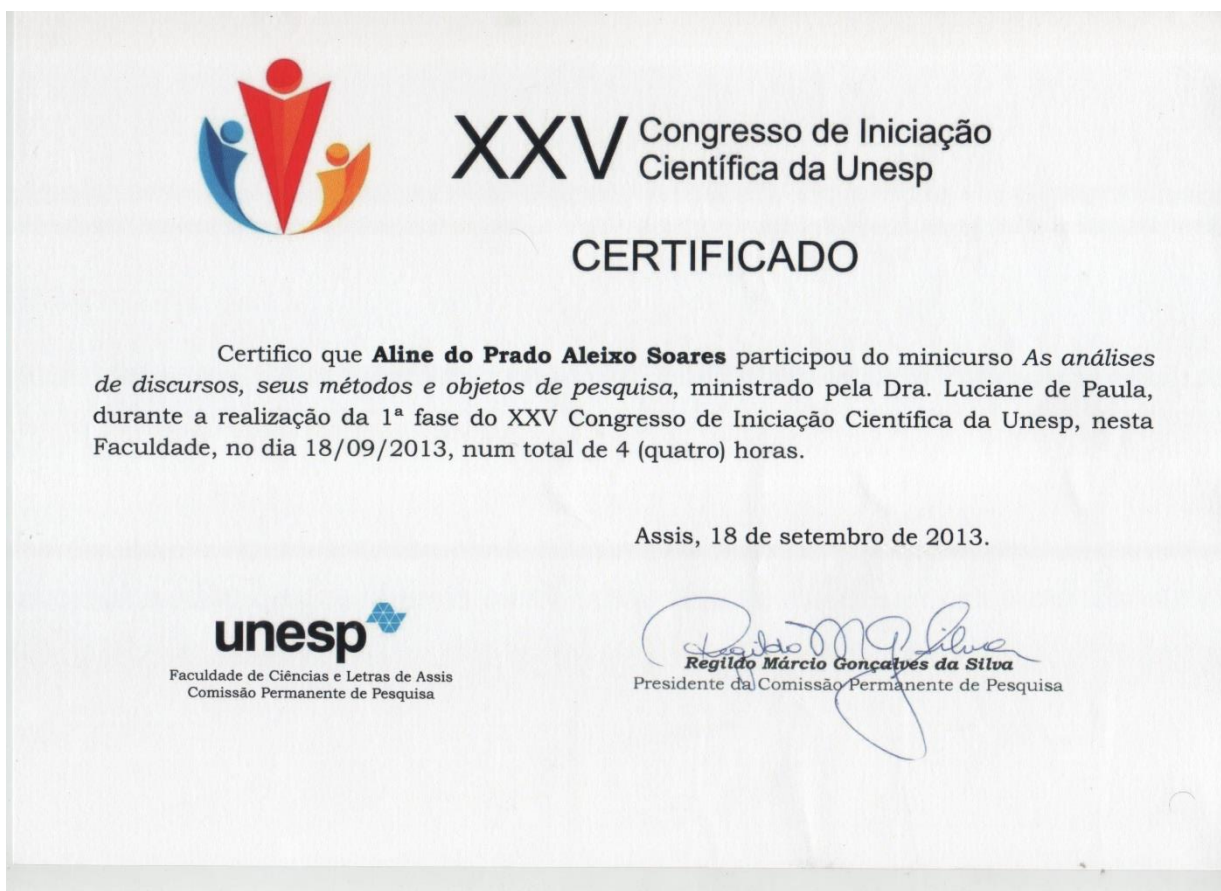 XXV Congresso de Iniciação
Científica da Unesp
CERTIFICADO
Certifico que Aline do Prado Aleixo Soares participou do minicurso As análises
de discursos, seus métodos e objetos de pesquisa, ministrado pela Dra. Luciane de Paula,
durante a realização da 1ª fase do XXV Congresso de Iniciação Científica da Unesp, nesta
Faculdade, no dia 18/09/2013, num total de 4 (quatro) horas.
Assis, 18 de setembro de 2013.
unesp
Faculdade de Ciências e Letras de Assis
Comissão Permanente de Pesquisa
Regildo M G Silva
Regildo Márcio Gonçalves da Silva
Presidente da Comissão Permanente de Pesquisa